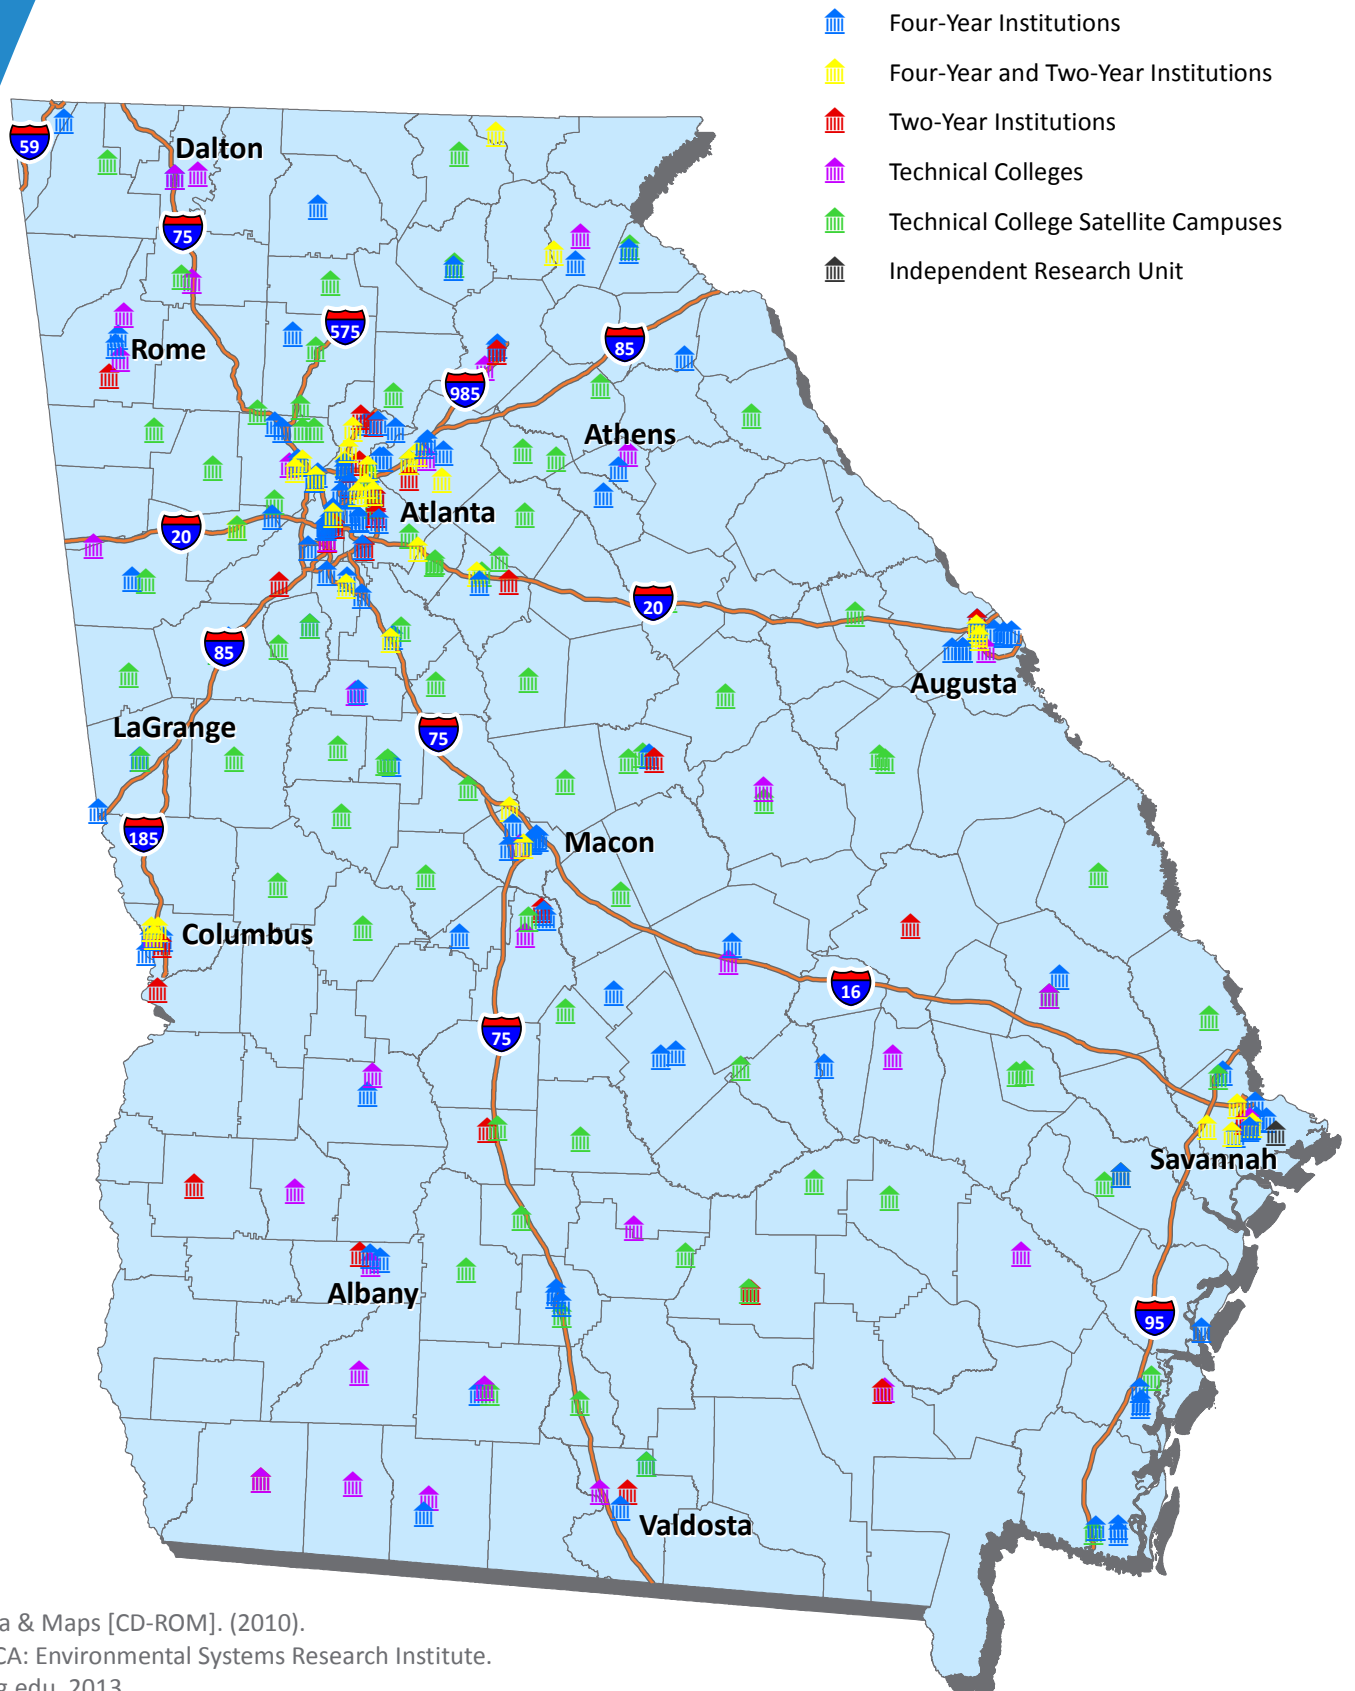 Four-Year Institutions
Four-Year and Two-Year Institutions
Two-Year Institutions
Technical Colleges
Technical College Satellite Campuses
Independent Research Unit
59
Dalton
75
575
Rome
85
985
Athens
Atlanta
20
20
85
Augusta
LaGrange
75
185
Macon
Columbus
16
75
Savannah
Albany
95
Valdosta
a & Maps [CD-ROM]. (2010).
CA: Environmental Systems Research Institute.
g.edu, 2013